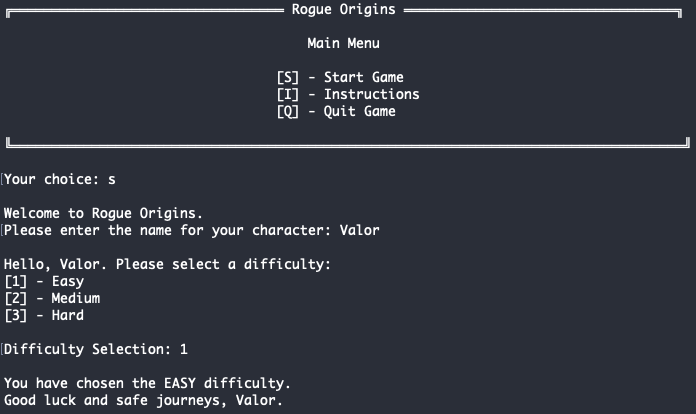 Rogue Origins
Main Menu
[S] - Start Game
[I] - Instructions
[Q] - Quit Game
Your choice: s
Welcome to Rogue Origins.
Please enter the name for your character: Valor
Hello, Valor. Please select a difficulty:
[1] - Easy
[2] - Medium
[3] - Hard
Difficulty Selection: 1
You have chosen the EASY difficulty.
Good luck and safe journeys, Valor.